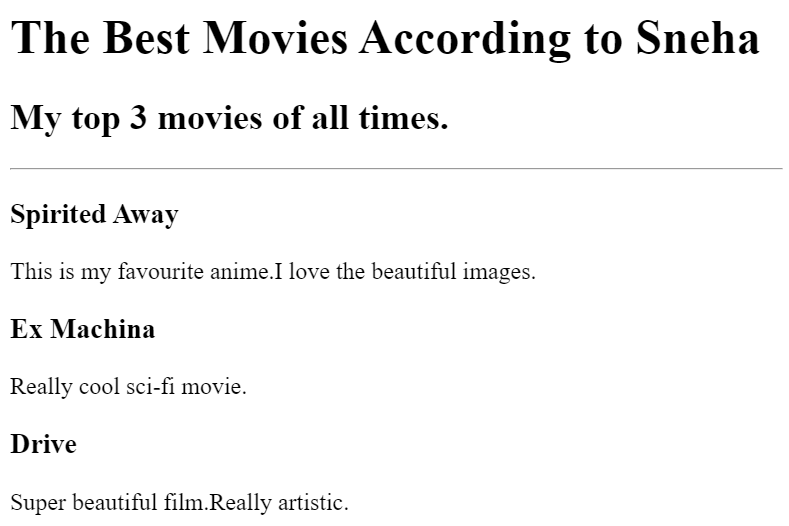 The Best Movies According to Sneha
My top 3 movies of all times.
Spirited Away
This is my favourite anime.I love the beautiful images.
Ex Machina
Really cool sci-fi movie.
Drive
Super beautiful film.Really artistic.